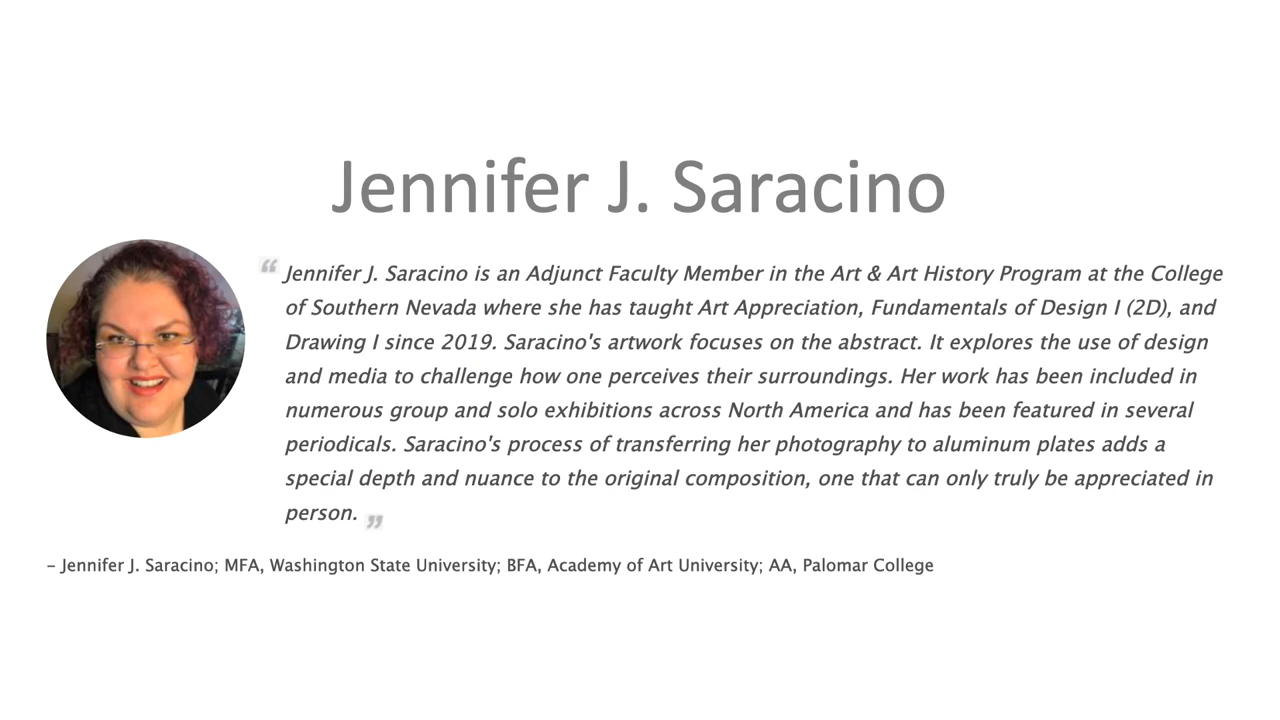 Jennifer J. Saracino
“ Jennifer J. Saracino is an Adjunct Faculty Member in the Art & Art History Program at the College
of Southern Nevada where she has taught Art Appreciation, Fundamentals of Design I (2D), and
Drawing I since 2019. Saracino's artwork focuses on the abstract. It explores the use of design
and media to challenge how one perceives their surroundings. Her work has been included in
numerous group and solo exhibitions across North America and has been featured in several
periodicals. Saracino's process of transferring her photography to aluminum plates adds a
special depth and nuance to the original composition, one that can only truly be appreciated in
person. ”
– Jennifer J. Saracino; MFA, Washington State University; BFA, Academy of Art University; AA, Palomar College